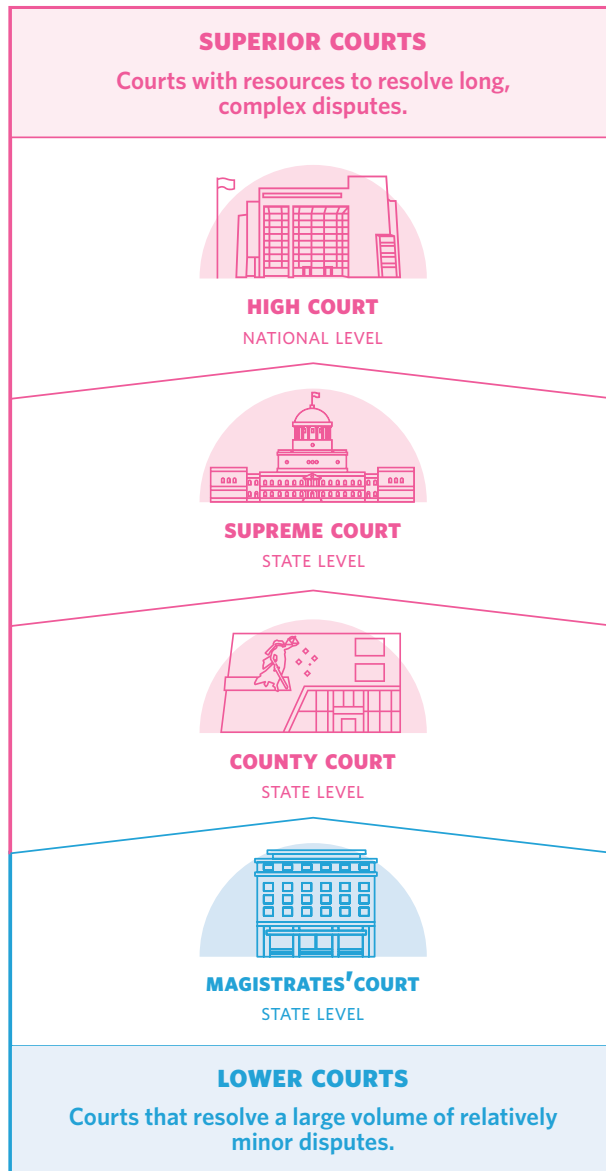 SUPERIOR COURTS
Courts with resources to resolve long,
complex disputes.
HIGH COURT
NATIONAL LEVEL
SUPREME COURT
STATE LEVEL
COUNTY COURT
STATE LEVEL
MAGISTRATES' COURT
STATE LEVEL
LOWER COURTS
Courts that resolve a large volume of relatively
minor disputes.